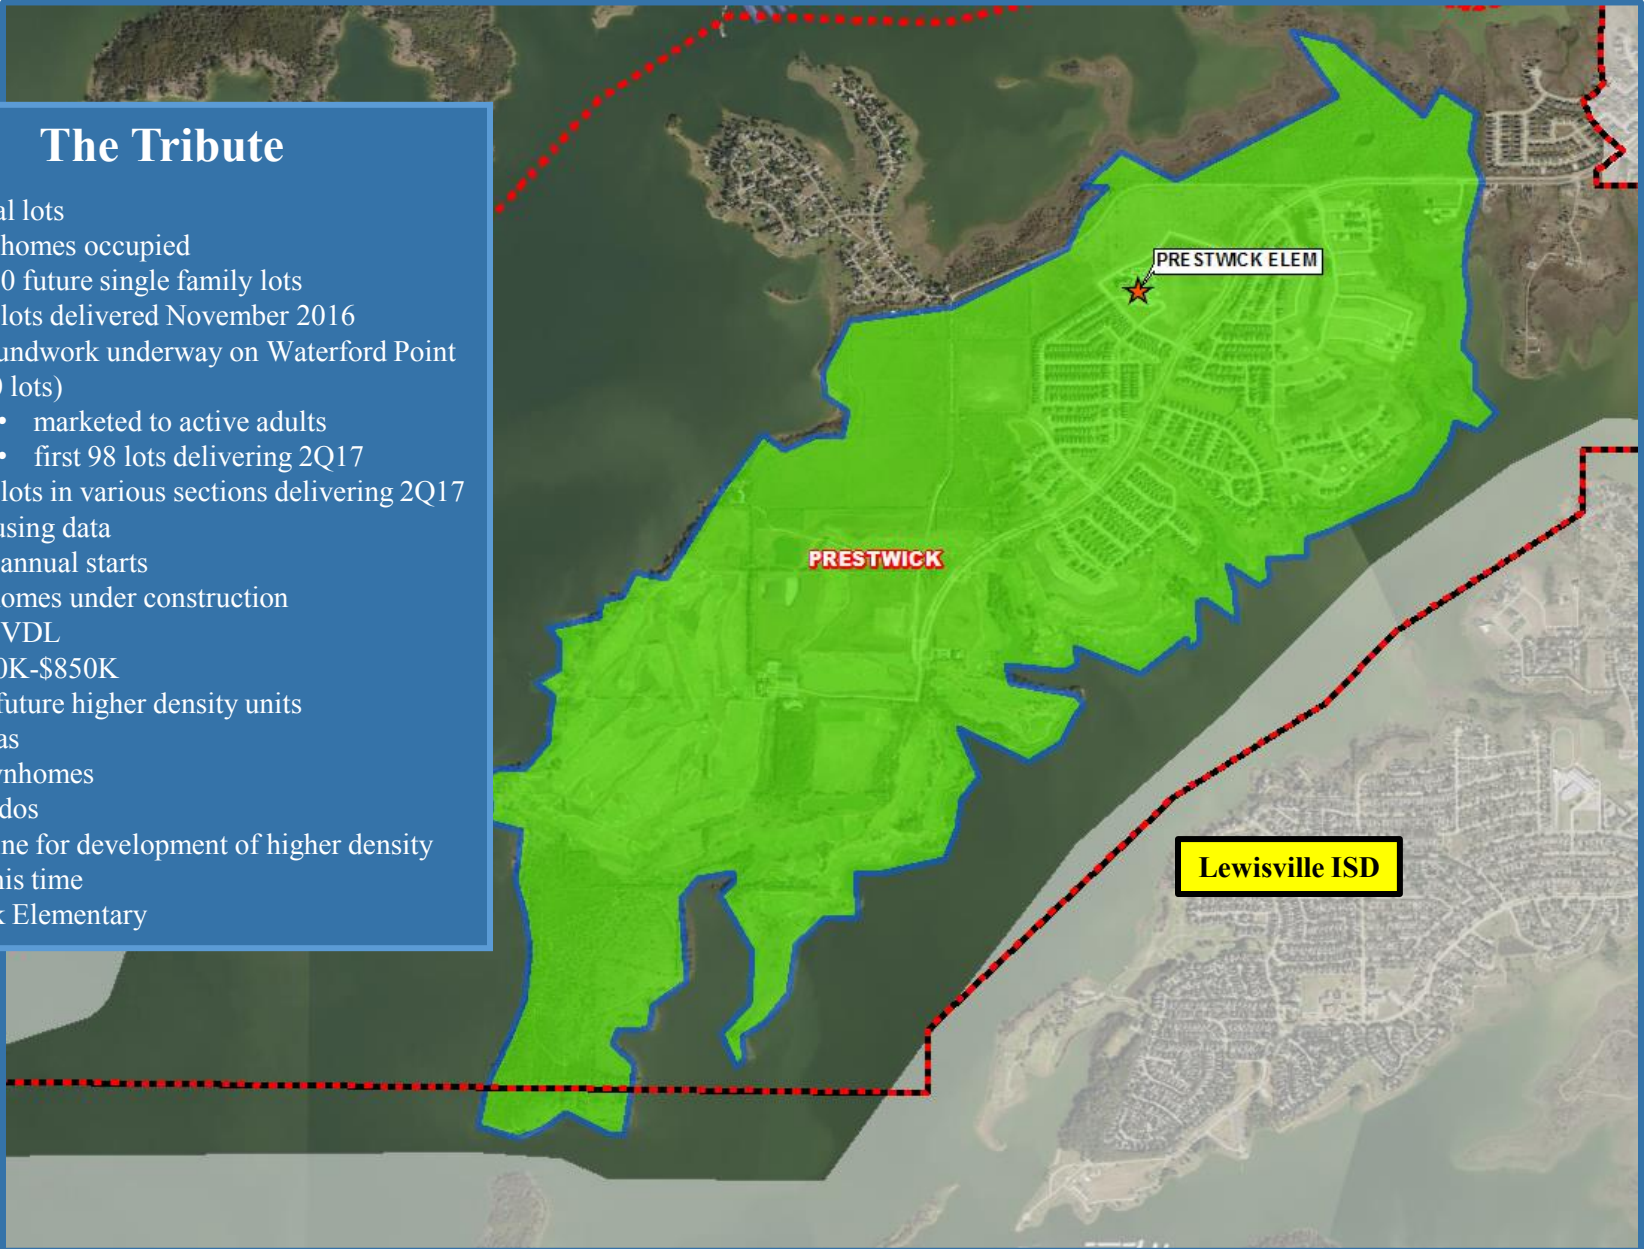 The Tribute
al lots
homes occupied
0 future single family lots
lots delivered November 2016
undwork underway on Waterford Point
lots)
• marketed to active adults
• first 98 lots delivering 2Q17
lots in various sections delivering 2Q17
using data
annual starts
omes under construction
VDL
0K-$850K
future higher density units
as
nhomes
dos
ne for development of higher density
his time
k Elementary
PRESTWICK ELEM
PRESTWICK
Lewisville ISD